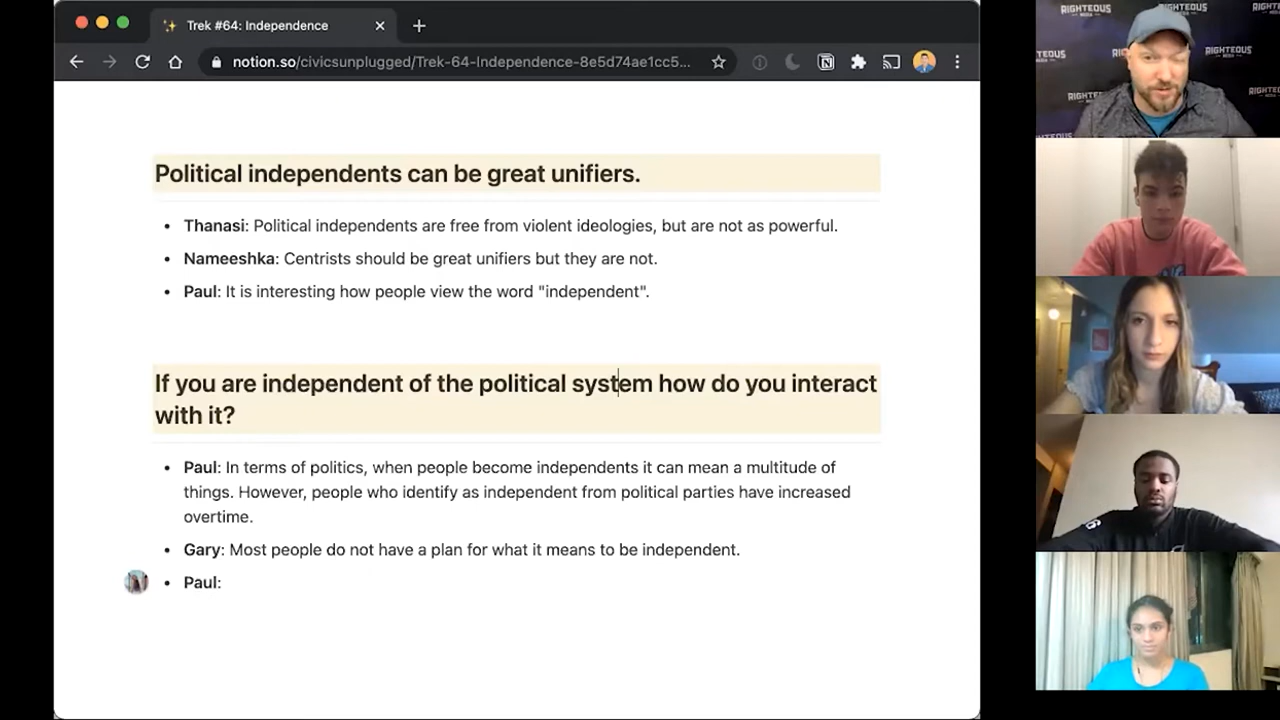 Trek #64: Independence
notion.so/civicsunplugged/Trek-64-Independence-8e5d74ae1cc5...
Political independents can be great unifiers.
• Thanasi: Political independents are free from violent ideologies, but are not as powerful.
• Nameeshka: Centrists should be great unifiers but they are not.
• Paul: It is interesting how people view the word "independent".
If you are independent of the political system how do you interact
with it?
• Paul: In terms of politics, when people become independents it can mean a multitude of
things. However, people who identify as independent from political parties have increased
overtime.
• Gary: Most people do not have a plan for what it means to be independent.
• Paul:
RIGHTEOUS
MEDIA
RIGHTEOUS
RIGHTEOUS
MEDIA